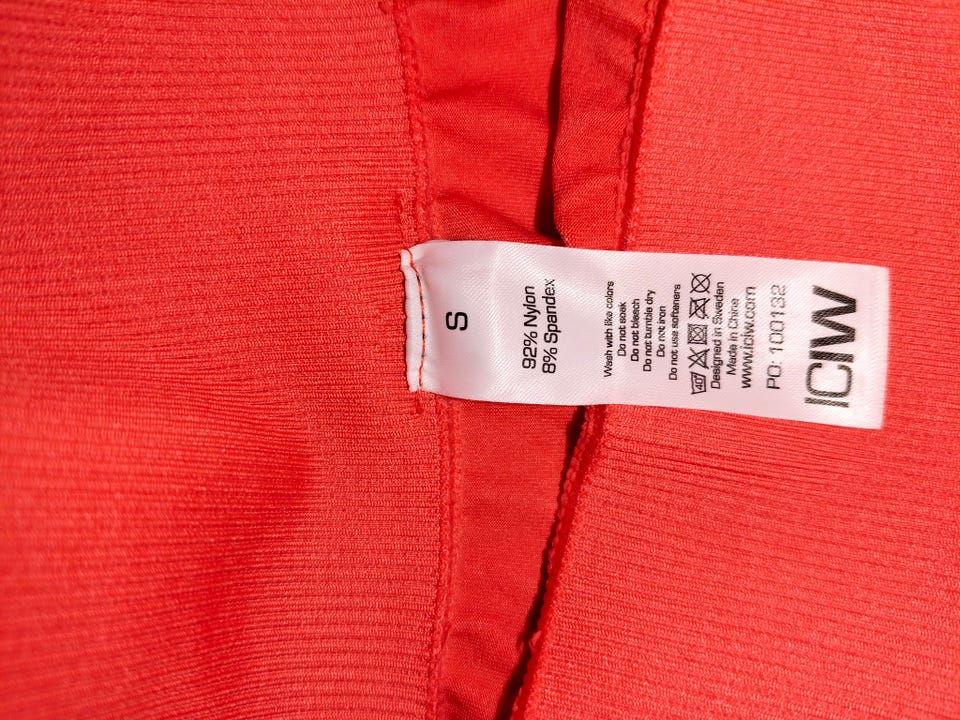 S
92% Nylon
8% Spandex
Wash with like colors
Do not soak
Do not bleach
Do not tumble dry
Do not iron
Do not use softeners
40
Designed in Sweden
Made in China
www.iciw.com
PO: 100132
ICIW